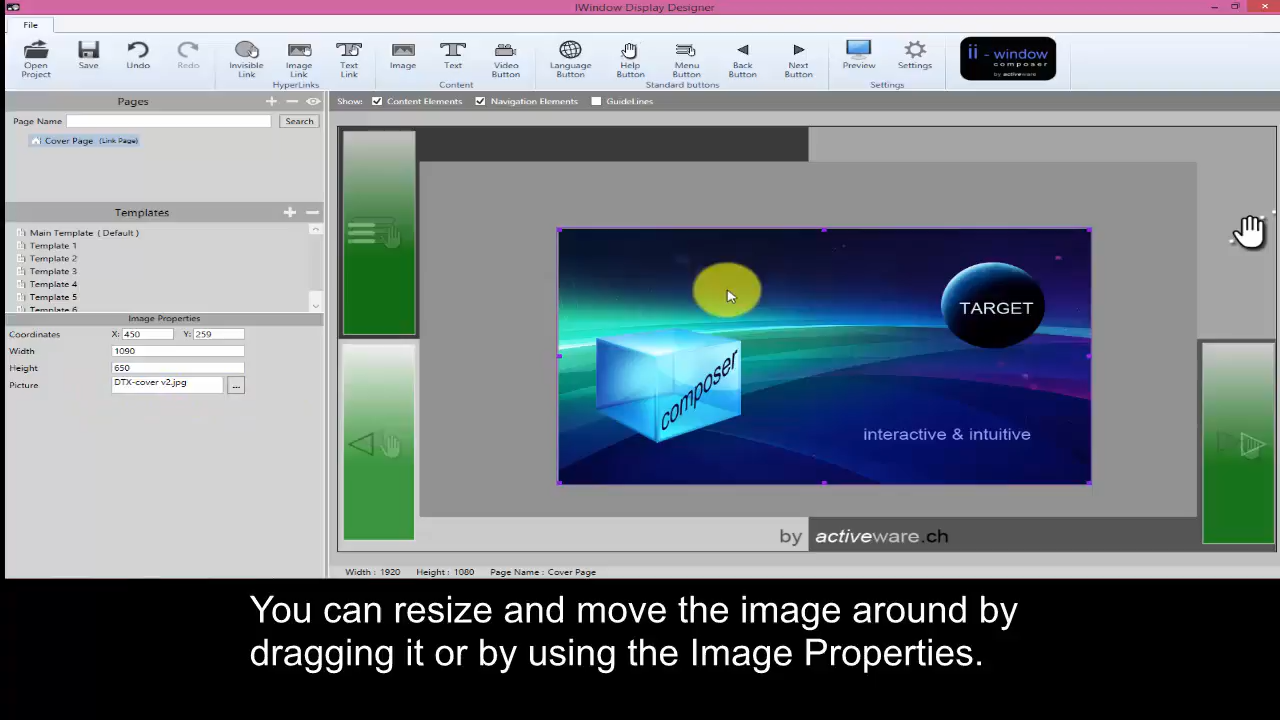 IWindow Display Designer
File
Open Project
Save
Undo
Redo
Invisible Link
Image Link
Text Link
HyperLinks
Image
Text
Video Button
Content
Language Button
Help Button
Menu Button
Back Button
Next Button
Standard buttons
Preview
Settings
Settings
ii - window
composer
by activeware
Pages
Show: Content Elements Navigation Elements GuideLines
Page Name Search
Cover Page (Link Page)
Templates
Main Template ( Default )
Template 1
Template 2
Template 3
Template 4
Template 5
Template 6
Image Properties
Coordinates X: 450 Y: 259
Width 1090
Height 650
Picture DTX-cover v2.jpg ...
TARGET
composer
interactive & intuitive
by activeware.ch
Width : 1920 Height : 1080 Page Name : Cover Page
You can resize and move the image around by
dragging it or by using the Image Properties.